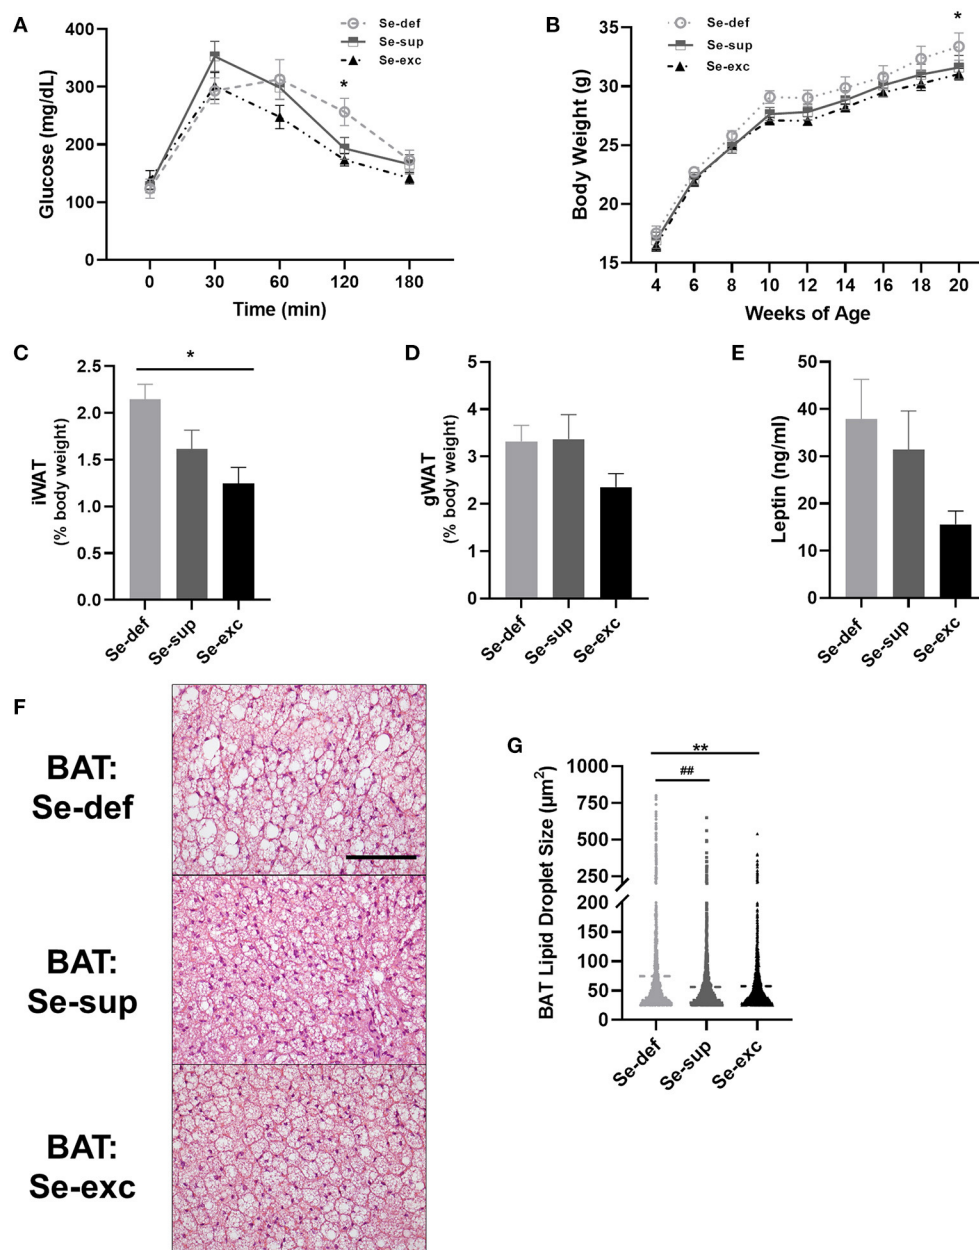 A
Se-def
Se-sup
Se-exc
Glucose (mg/dL)
400
300
200
100
0
*
0 30 60 120 180
Time (min)
B
Se-def
Se-sup
Se-exc
Body Weight (g)
35
30
25
20
15
*
4 6 8 10 12 14 16 18 20
Weeks of Age
C
iWAT
(% body weight)
2.5
2.0
1.5
1.0
0.5
0.0
*
Se-def Se-sup Se-exc
D
gWAT
(% body weight)
5
4
3
2
1
0
Se-def Se-sup Se-exc
E
Leptin (ng/ml)
50
40
30
20
10
0
Se-def Se-sup Se-exc
F
BAT:
Se-def
BAT:
Se-sup
BAT:
Se-exc
G
BAT Lipid Droplet Size (µm²)
1000
750
500
250
200
150
100
50
0
**
##
Se-def Se-sup Se-exc